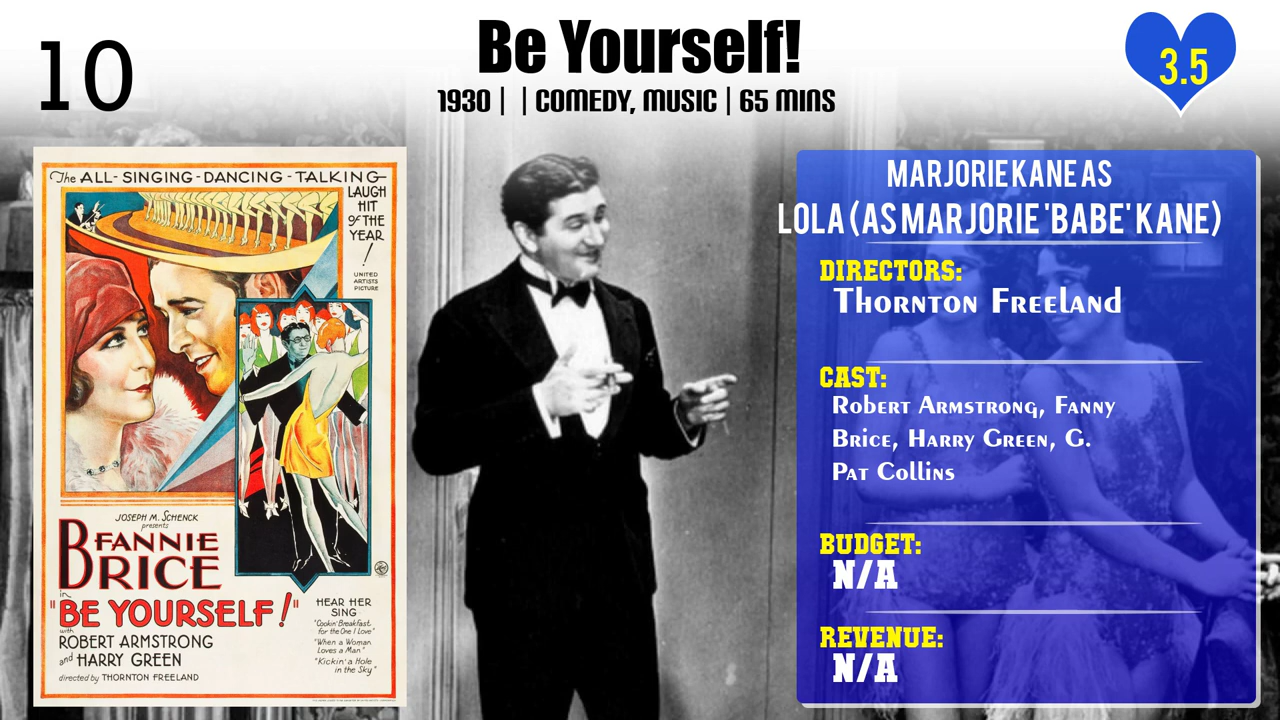 10
Be Yourself!
1930 | | COMEDY, MUSIC | 65 MINS
3.5
The ALL-SINGING-DANCING-TALKING
LAUGH
HIT
OF THE
YEAR
!
UNITED
ARTISTS
PICTURE
JOSEPH M. SCHENCK
presents
FANNIE
BRICE
in
"BE YOURSELF!"
with
ROBERT ARMSTRONG
and HARRY GREEN
directed by THORNTON FREELAND
HEAR HER
SING
"Cookin' Breakfast
for the One I Love"
"When a Woman
Loves a Man"
"Kickin' a Hole
in the Sky"
MARJORIE KANE AS
LOLA (AS MARJORIE 'BABE' KANE)
DIRECTORS:
Thornton Freeland
CAST:
Robert Armstrong, Fanny
Brice, Harry Green, G.
Pat Collins
BUDGET:
N/A
REVENUE:
N/A